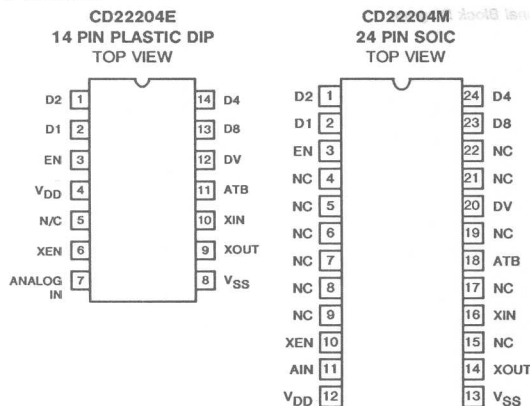 CD22204E
14 PIN PLASTIC DIP
TOP VIEW
D2 1
D1 2
EN 3
VDD 4
N/C 5
XEN 6
ANALOG IN 7
14 D4
13 D8
12 DV
11 ATB
10 XIN
9 XOUT
8 VSS
CD22204M
24 PIN SOIC
TOP VIEW
D2 1
D1 2
EN 3
NC 4
NC 5
NC 6
NC 7
NC 8
NC 9
XEN 10
AIN 11
VDD 12
24 D4
23 D8
22 NC
21 NC
20 DV
19 NC
18 ATB
17 NC
16 XIN
15 NC
14 XOUT
13 VSS